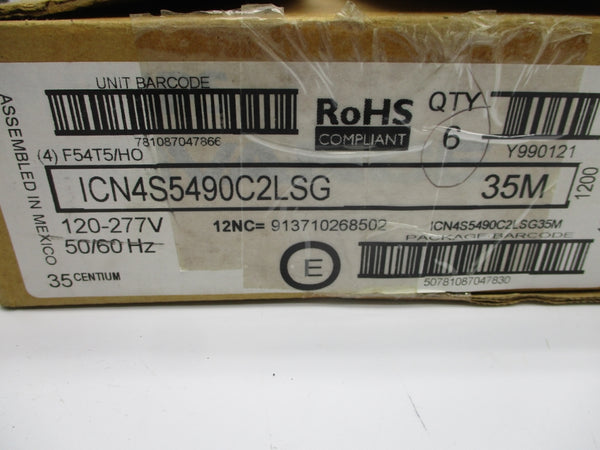 ASSEMBLED IN MEXICO
UNIT BARCODE
781087047866
RoHS
COMPLIANT
QTY
6
Y990121
(4) F54T5/HO
ICN4S5490C2LSG 35M
1200
120-277V
50/60 Hz
12NC= 913710268502
ICN4S5490C2LSG35M
PACKAGE BARCODE
50781087047830
E
35 CENTIUM